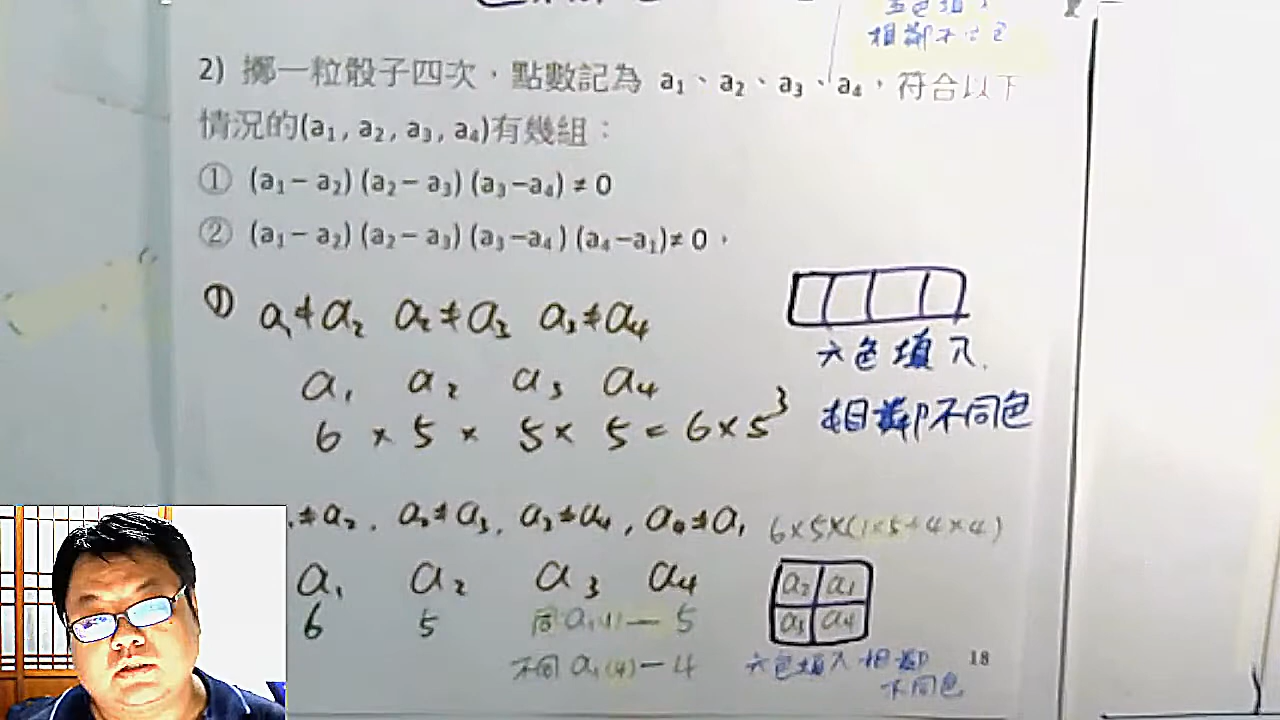 五色填入
相鄰不同色
2) 擲一粒骰子四次，點數記為 a₁、a₂、a₃、a₄，符合以下
情況的(a₁, a₂, a₃, a₄)有幾組：
① (a₁－a₂) (a₂－a₃) (a₃－a₄) ≠ 0
② (a₁－a₂) (a₂－a₃) (a₃－a₄) (a₄－a₁)≠ 0，
① a₁≠a₂ a₂≠a₃ a₃≠a₄
六色填入.
a₁ a₂ a₃ a₄
6 × 5 × 5 × 5 = 6×5³
相鄰不同色
₁≠a₂, a₂≠a₃, a₃≠a₄, a₄≠a₁
6×5×(1×5+4×4)
a₁ a₂ a₃ a₄
6 5 同a₁(1)— 5
不同a₁(4)— 4
a₂ a₁
a₃ a₄
六色填入相鄰
不同色
18